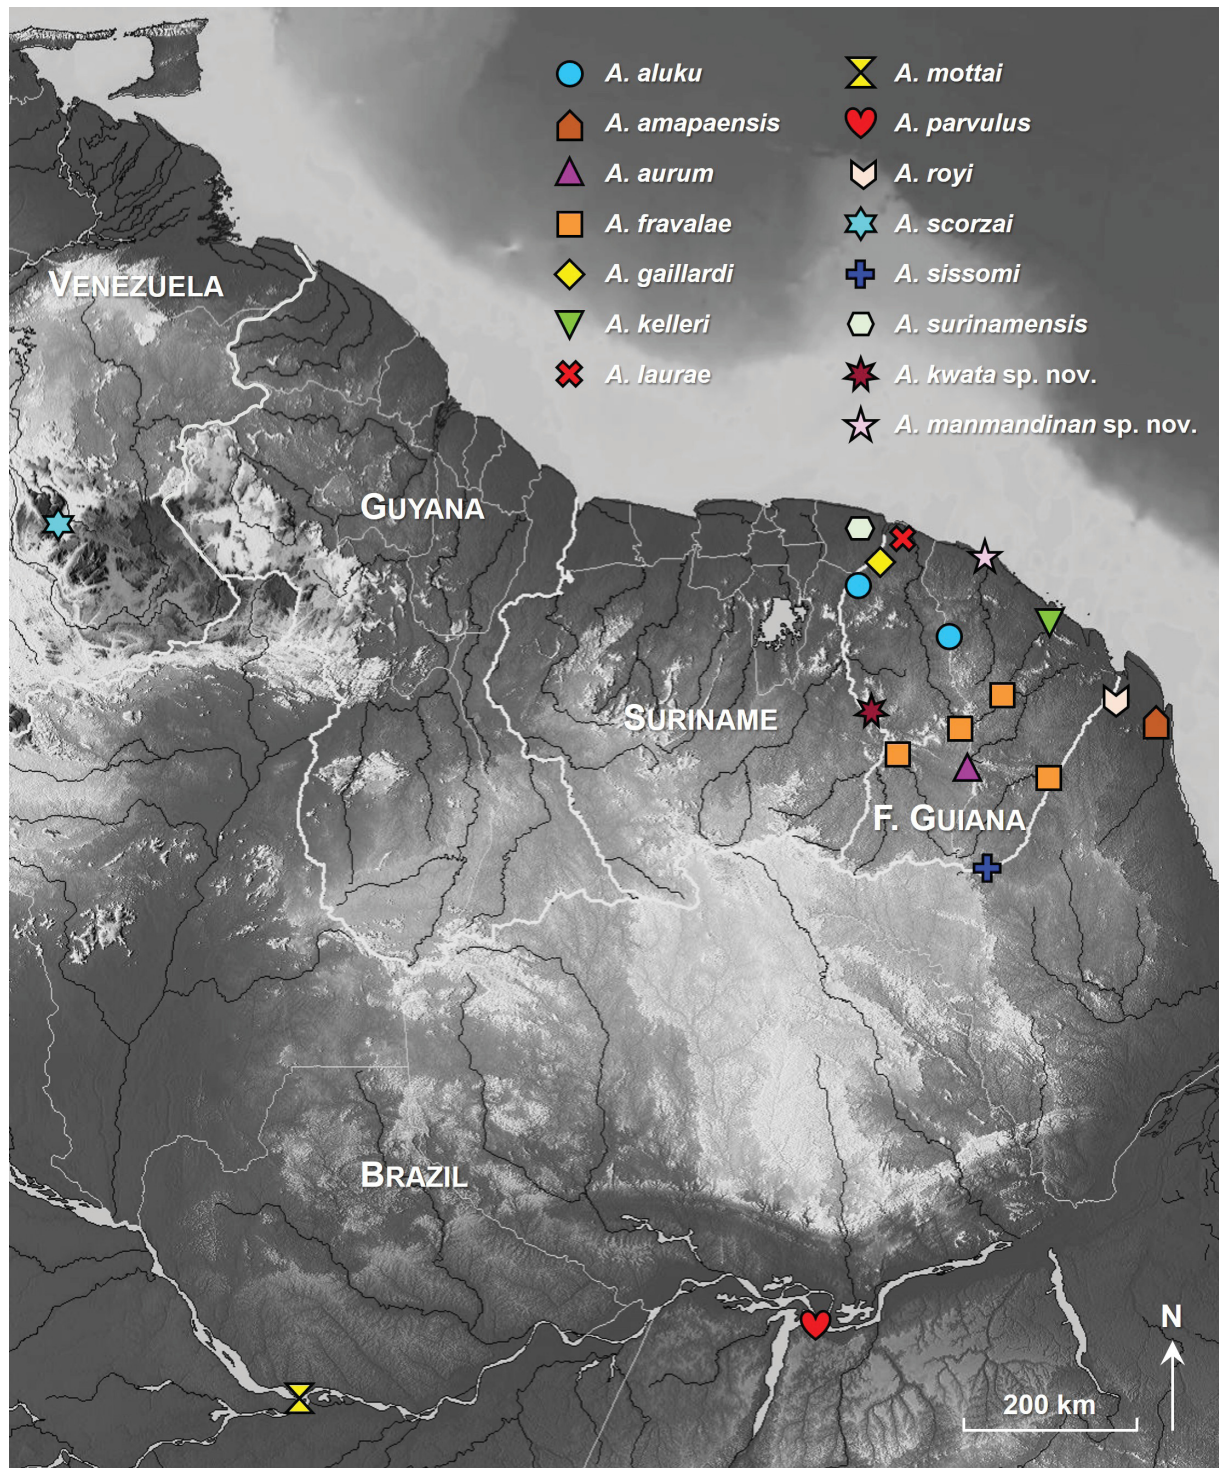 A. aluku
A. amapaensis
A. aurum
A. fravalae
A. gaillardi
A. kelleri
A. laurae
A. mottai
A. parvulus
A. royi
A. scorzai
A. sissomi
A. surinamensis
A. kwata sp. nov.
A. manmandinan sp. nov.
VENEZUELA
GUYANA
SURINAME
F. GUIANA
BRAZIL
N
200 km